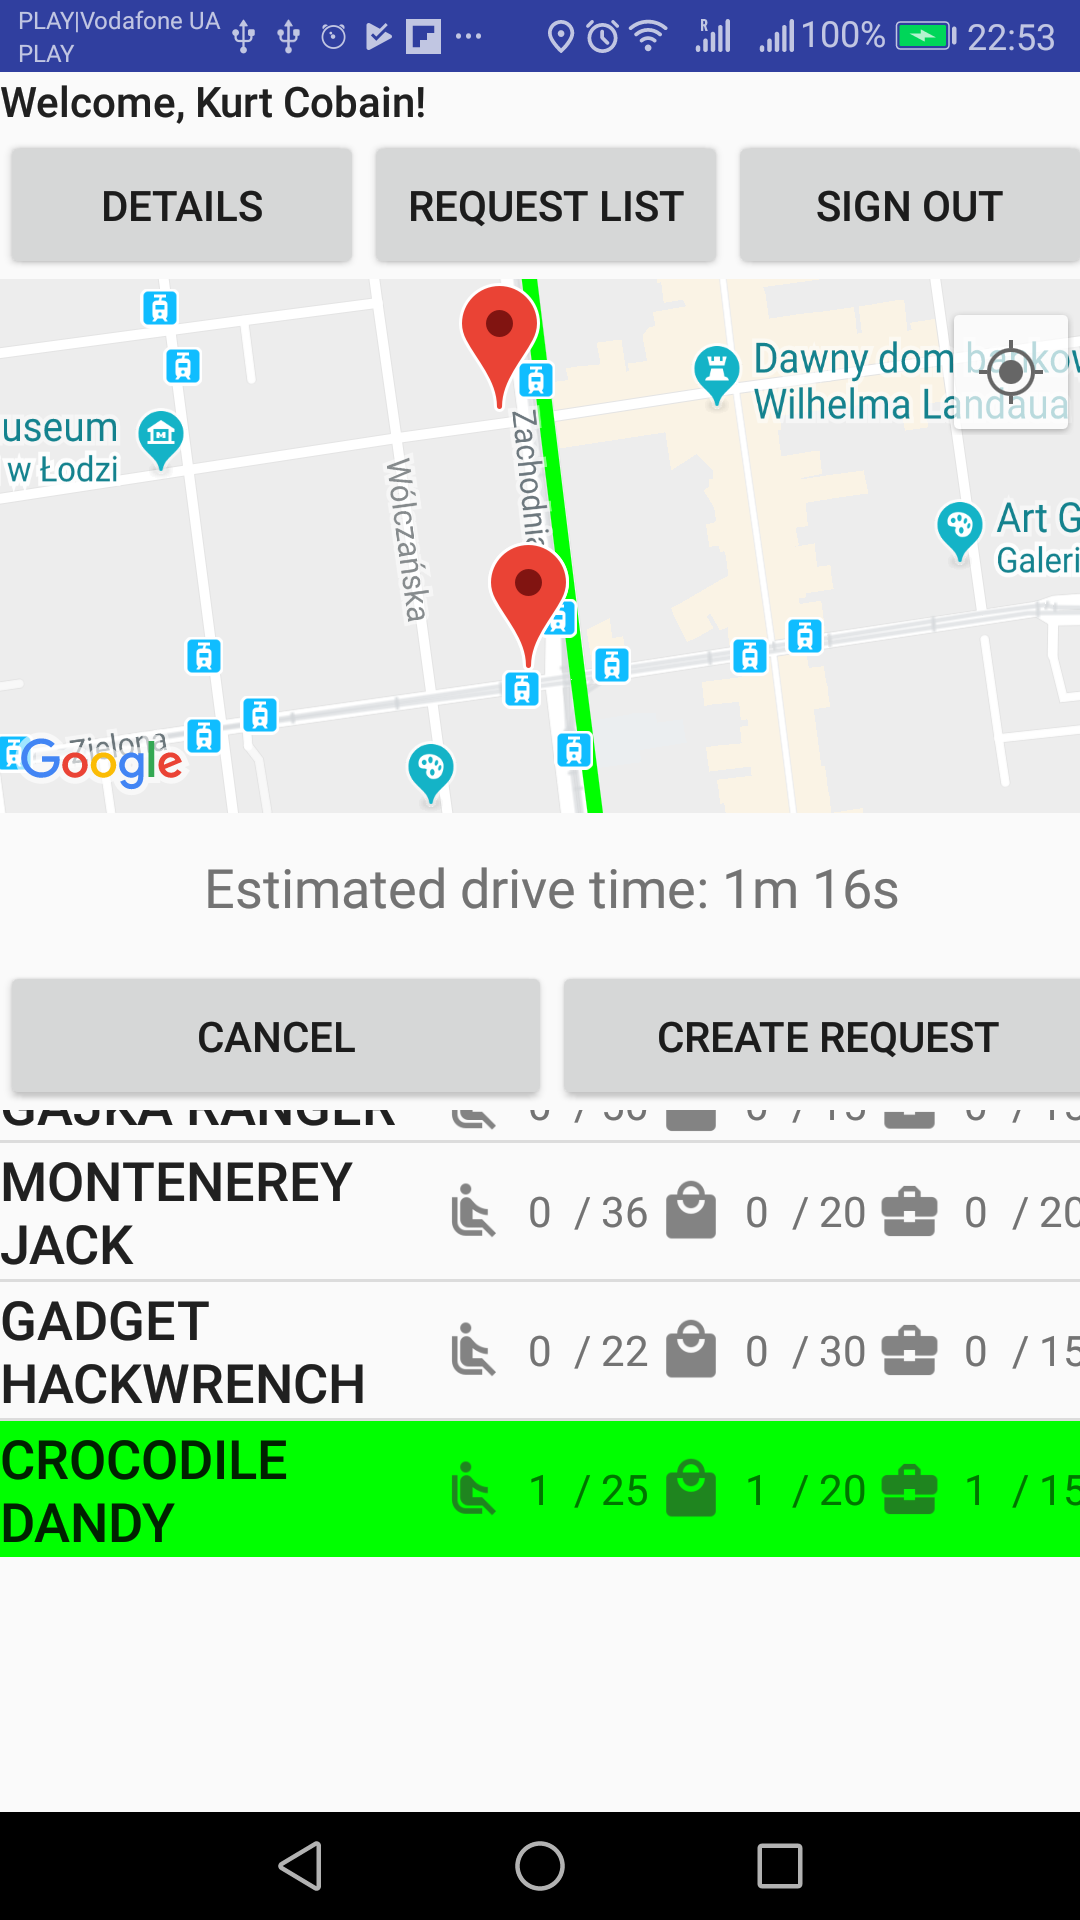 PLAY|Vodafone UA
PLAY
100%
22:53
Welcome, Kurt Cobain!
DETAILS
REQUEST LIST
SIGN OUT
Dawny dom bankow
Wilhelma Landaua
useum
w Łodzi
Zachodnia
Wólczańska
Art G
Galeri
Zielona
Google
Estimated drive time: 1m 16s
CANCEL
CREATE REQUEST
GAJKA RANGER
MONTENEREY
JACK
0 / 36 0 / 20 0 / 20
GADGET
HACKWRENCH
0 / 22 0 / 30 0 / 15
CROCODILE
DANDY
1 / 25 1 / 20 1 / 15